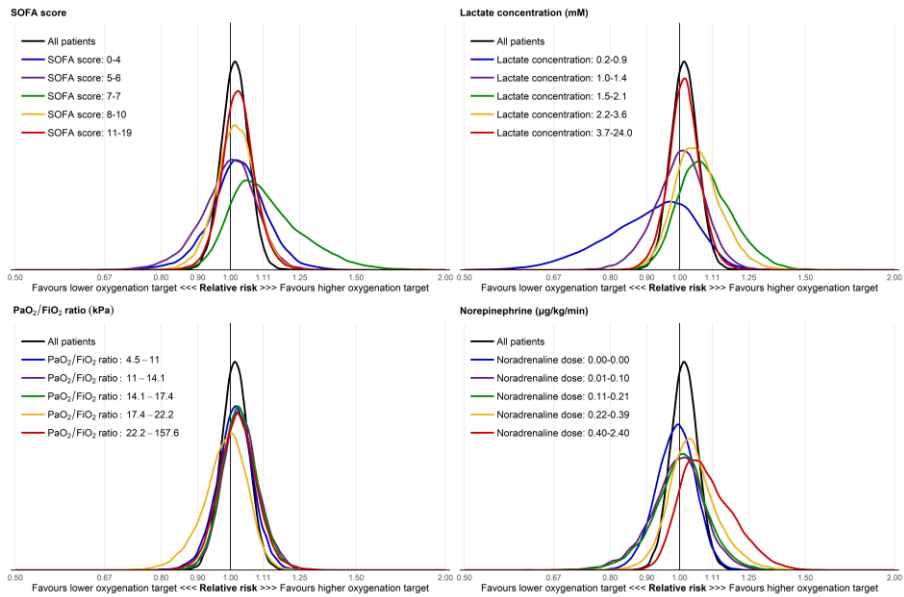 SOFA score
All patients
SOFA score: 0-4
SOFA score: 5-6
SOFA score: 7-7
SOFA score: 8-10
SOFA score: 11-19
0.50 0.67 0.80 0.90 1.00 1.11 1.25 1.50 2.00
Favours lower oxygenation target <<< Relative risk >>> Favours higher oxygenation target
Lactate concentration (mM)
All patients
Lactate concentration: 0.2-0.9
Lactate concentration: 1.0-1.4
Lactate concentration: 1.5-2.1
Lactate concentration: 2.2-3.6
Lactate concentration: 3.7-24.0
0.50 0.67 0.80 0.90 1.00 1.11 1.25 1.50 2.00
Favours lower oxygenation target <<< Relative risk >>> Favours higher oxygenation target
PaO₂/FiO₂ ratio (kPa)
All patients
PaO₂/FiO₂ ratio : 4.5 – 11
PaO₂/FiO₂ ratio : 11 – 14.1
PaO₂/FiO₂ ratio : 14.1 – 17.4
PaO₂/FiO₂ ratio : 17.4 – 22.2
PaO₂/FiO₂ ratio : 22.2 – 157.6
0.50 0.67 0.80 0.90 1.00 1.11 1.25 1.50 2.00
Favours lower oxygenation target <<< Relative risk >>> Favours higher oxygenation target
Norepinephrine (µg/kg/min)
All patients
Noradrenaline dose: 0.00-0.00
Noradrenaline dose: 0.01-0.10
Noradrenaline dose: 0.11-0.21
Noradrenaline dose: 0.22-0.39
Noradrenaline dose: 0.40-2.40
0.50 0.67 0.80 0.90 1.00 1.11 1.25 1.50 2.00
Favours lower oxygenation target <<< Relative risk >>> Favours higher oxygenation target